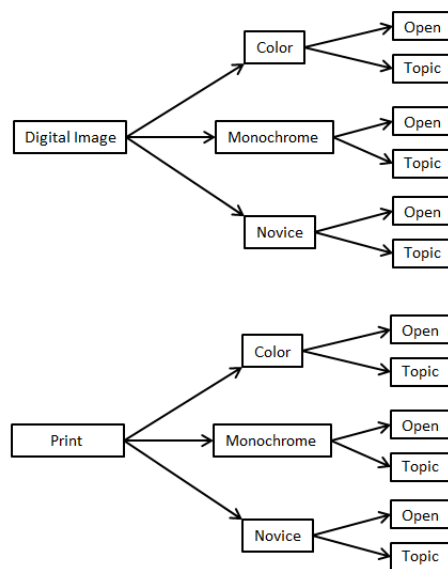 Open
Color
Topic
Open
Digital Image
Monochrome
Topic
Open
Novice
Topic
Open
Color
Topic
Open
Print
Monochrome
Topic
Open
Novice
Topic